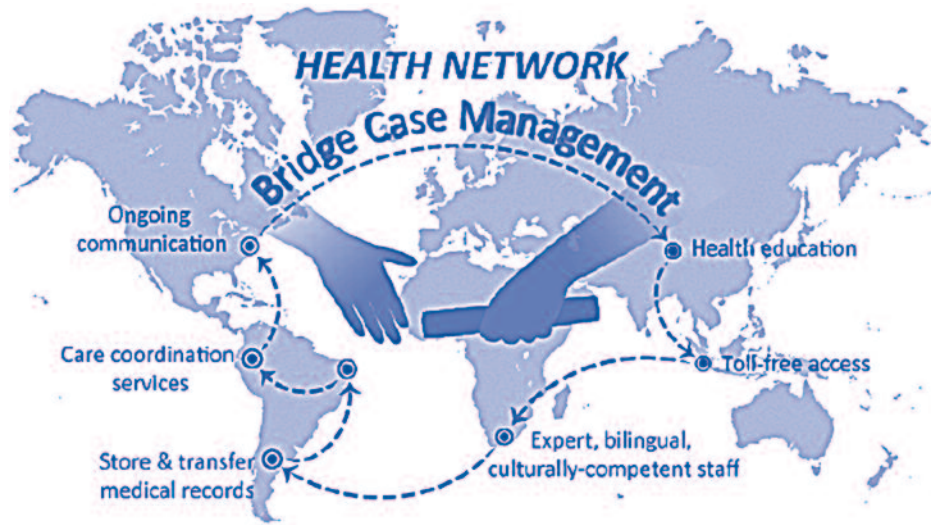 HEALTH NETWORK
Bridge Case Management
Ongoing
communication
Health education
Care coordination
services
Toll-free access
Store & transfer
medical records
Expert, bilingual,
culturally-competent staff